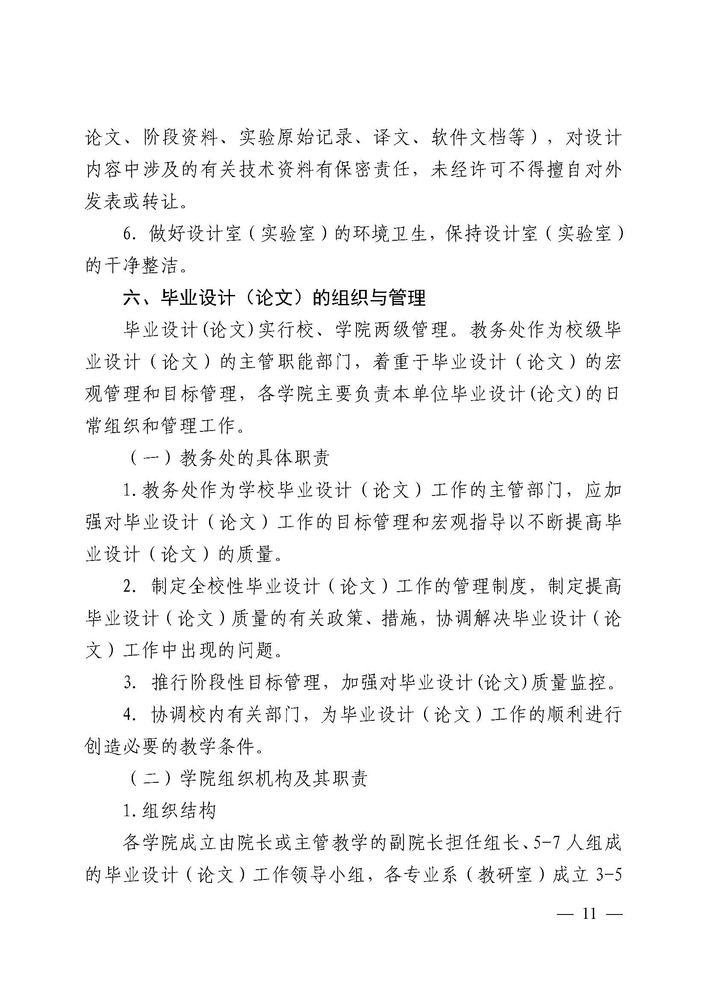 论文、阶段资料、实验原始记录、译文、软件文档等），对设计
内容中涉及的有关技术资料有保密责任，未经许可不得擅自对外
发表或转让。
6. 做好设计室（实验室）的环境卫生，保持设计室（实验室）
的干净整洁。
六、毕业设计（论文）的组织与管理
毕业设计(论文)实行校、学院两级管理。教务处作为校级毕
业设计（论文）的主管职能部门，着重于毕业设计（论文）的宏
观管理和目标管理，各学院主要负责本单位毕业设计(论文)的日
常组织和管理工作。
（一）教务处的具体职责
1.教务处作为学校毕业设计（论文）工作的主管部门，应加
强对毕业设计（论文）工作的目标管理和宏观指导以不断提高毕
业设计（论文）的质量。
2. 制定全校性毕业设计（论文）工作的管理制度，制定提高
毕业设计（论文）质量的有关政策、措施，协调解决毕业设计（论
文）工作中出现的问题。
3. 推行阶段性目标管理，加强对毕业设计(论文)质量监控。
4. 协调校内有关部门，为毕业设计（论文）工作的顺利进行
创造必要的教学条件。
（二）学院组织机构及其职责
1.组织结构
各学院成立由院长或主管教学的副院长担任组长、5-7人组成
的毕业设计（论文）工作领导小组，各专业系（教研室）成立 3-5
— 11 —